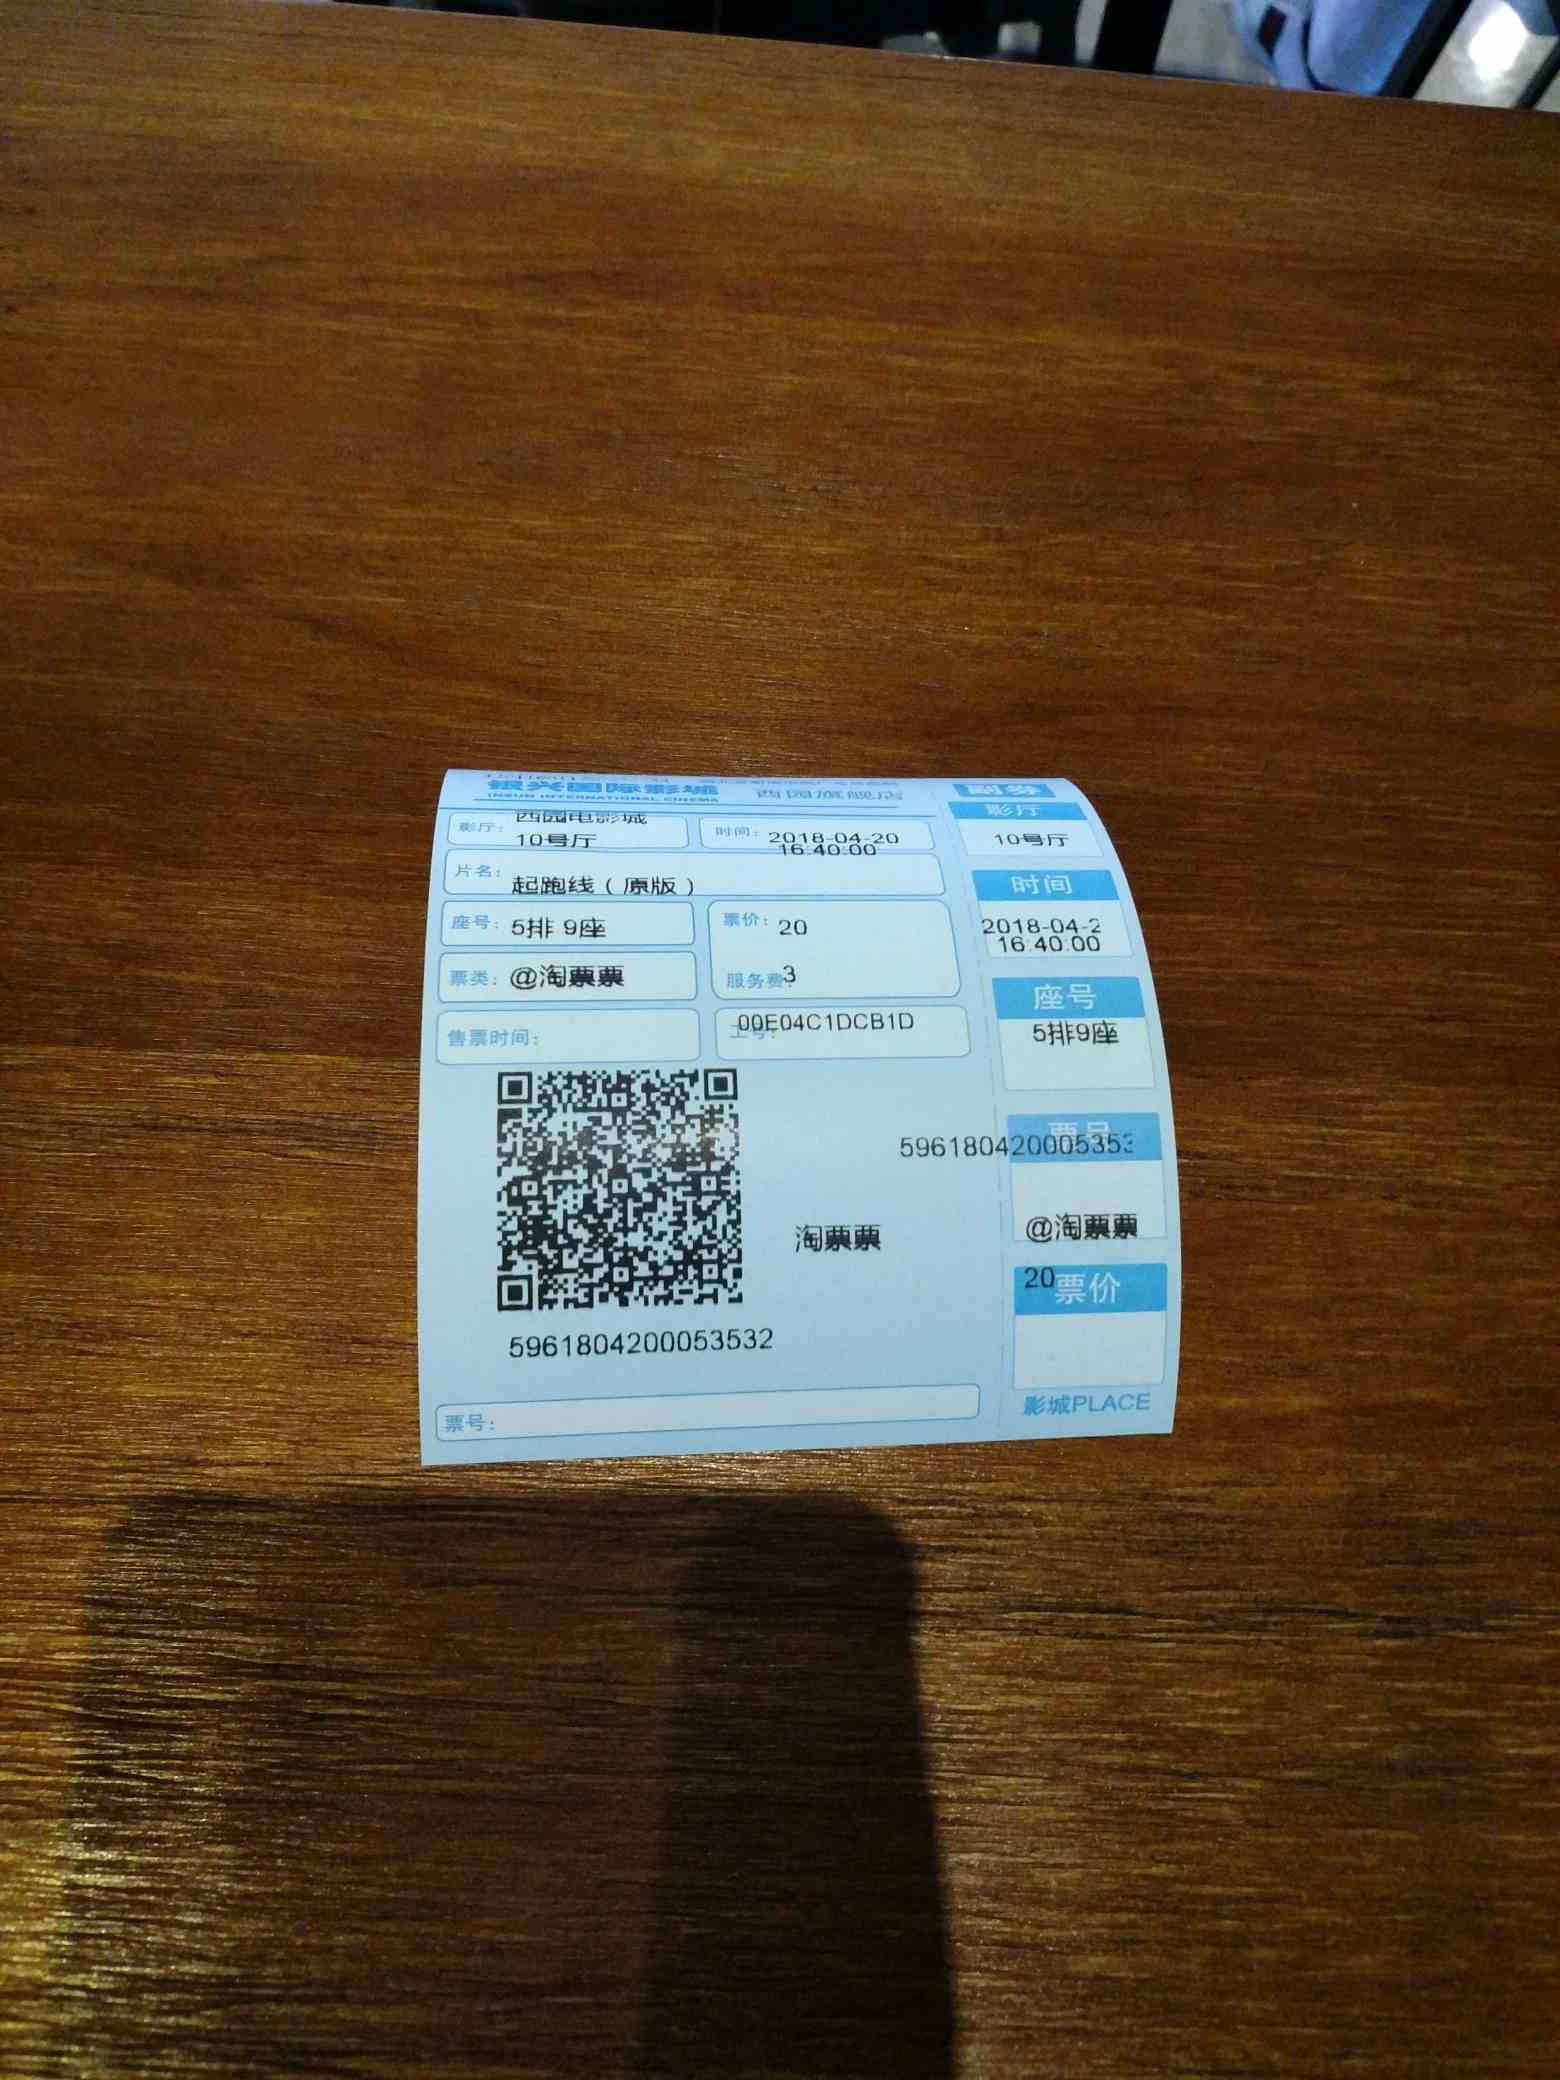 银兴国际影城 西园旗舰店
INSUN INTERNATIONAL CINEMA
影厅: 西园电影城
10号厅
时间: 2018-04-20
16:40:00
片名:
起跑线（原版）
座号: 5排 9座
票价: 20
票类: @淘票票
服务费: 3
售票时间:
工号: 00E04C1DCB1D
淘票票
5961804200053532
票号:
副券
影厅
10号厅
时间
2018-04-2
16:40:00
座号
5排9座
票号
596180420005353
@淘票票
20
票价
影城PLACE